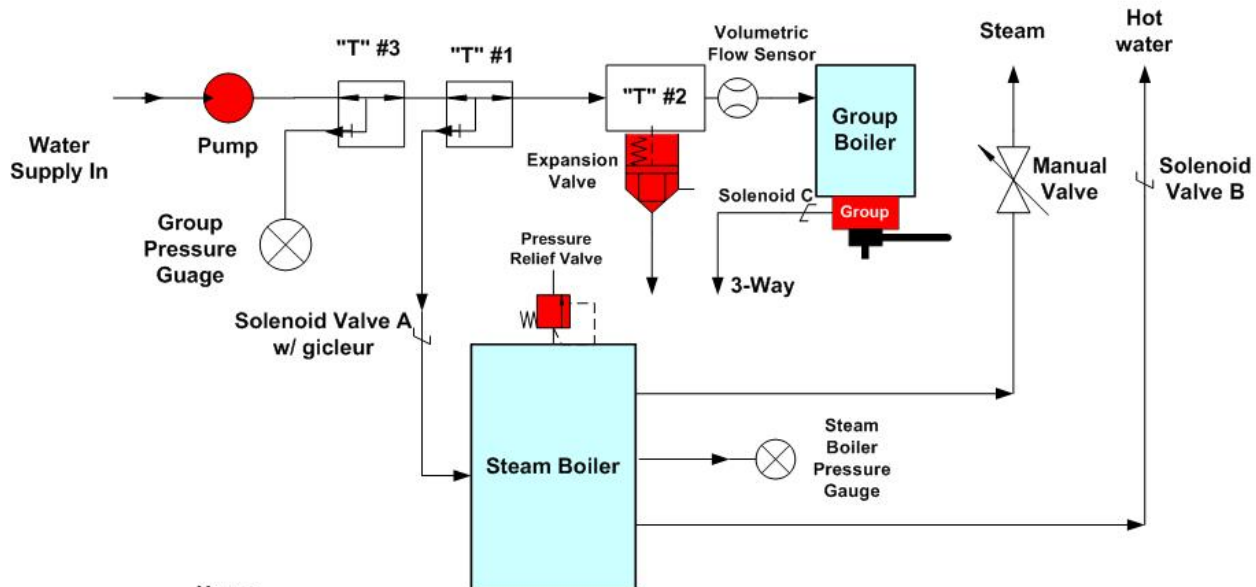 Hot
water
Steam
Volumetric
Flow Sensor
"T" #3
"T" #1
"T" #2
Group
Boiler
Water
Supply In
Pump
Expansion
Valve
Manual
Valve
Solenoid
Valve B
Solenoid C
Group
Group
Pressure
Guage
Pressure
Relief Valve
3-Way
Solenoid Valve A
w/ gicleur
Steam Boiler
Steam
Boiler
Pressure
Gauge